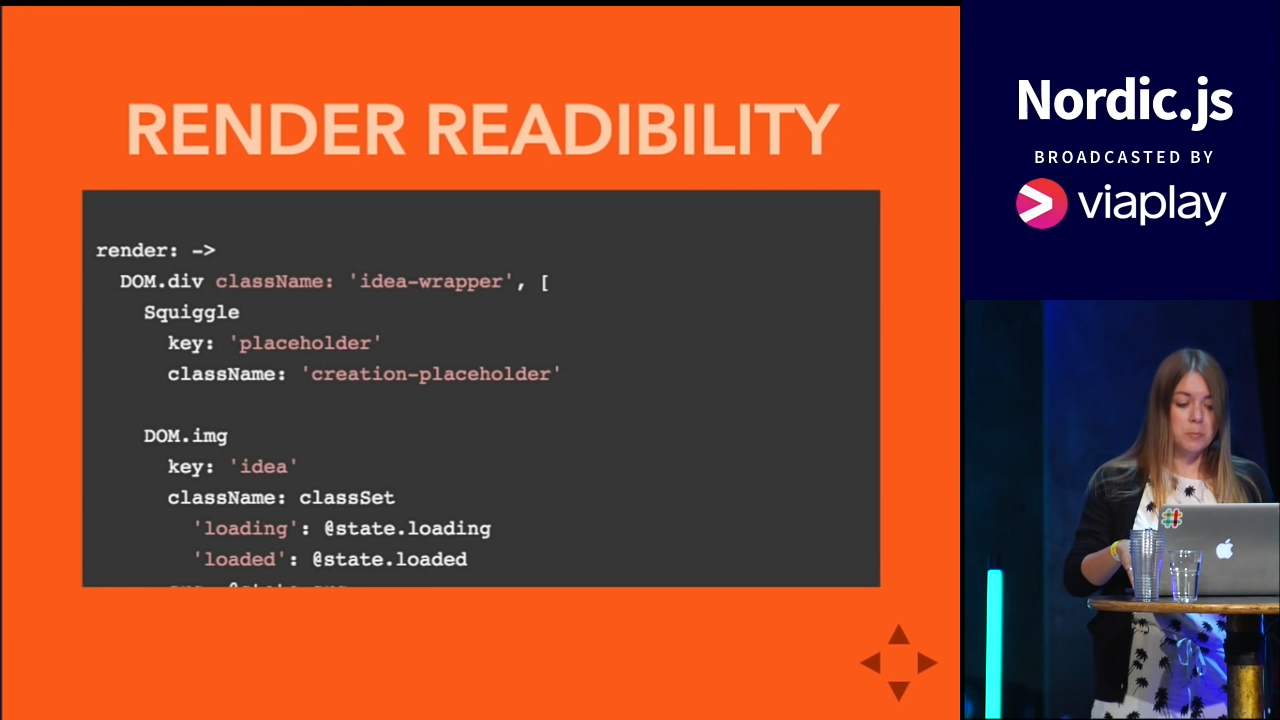 RENDER READIBILITY
render: ->
DOM.div className: 'idea-wrapper', [
Squiggle
key: 'placeholder'
className: 'creation-placeholder'
DOM.img
key: 'idea'
className: classSet
'loading': @state.loading
'loaded': @state.loaded
Nordic.js
BROADCASTED BY
viaplay